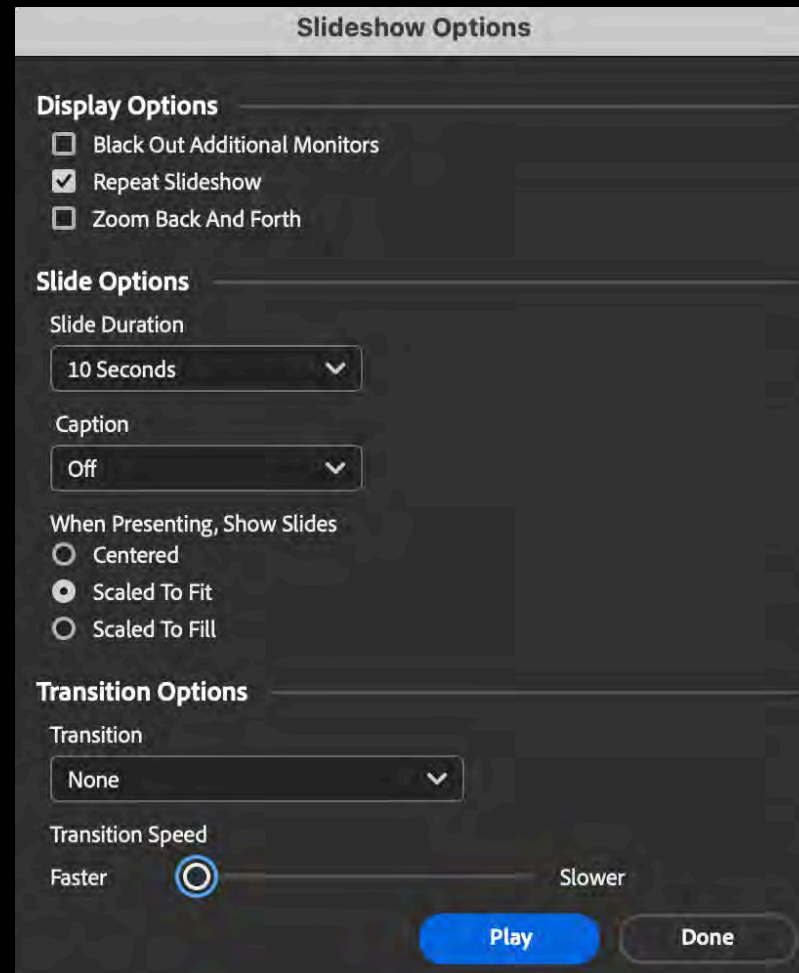 Slideshow Options
Display Options
Black Out Additional Monitors
Repeat Slideshow
Zoom Back And Forth
Slide Options
Slide Duration
10 Seconds
Caption
Off
When Presenting, Show Slides
Centered
Scaled To Fit
Scaled To Fill
Transition Options
Transition
None
Transition Speed
Faster Slower
Play Done